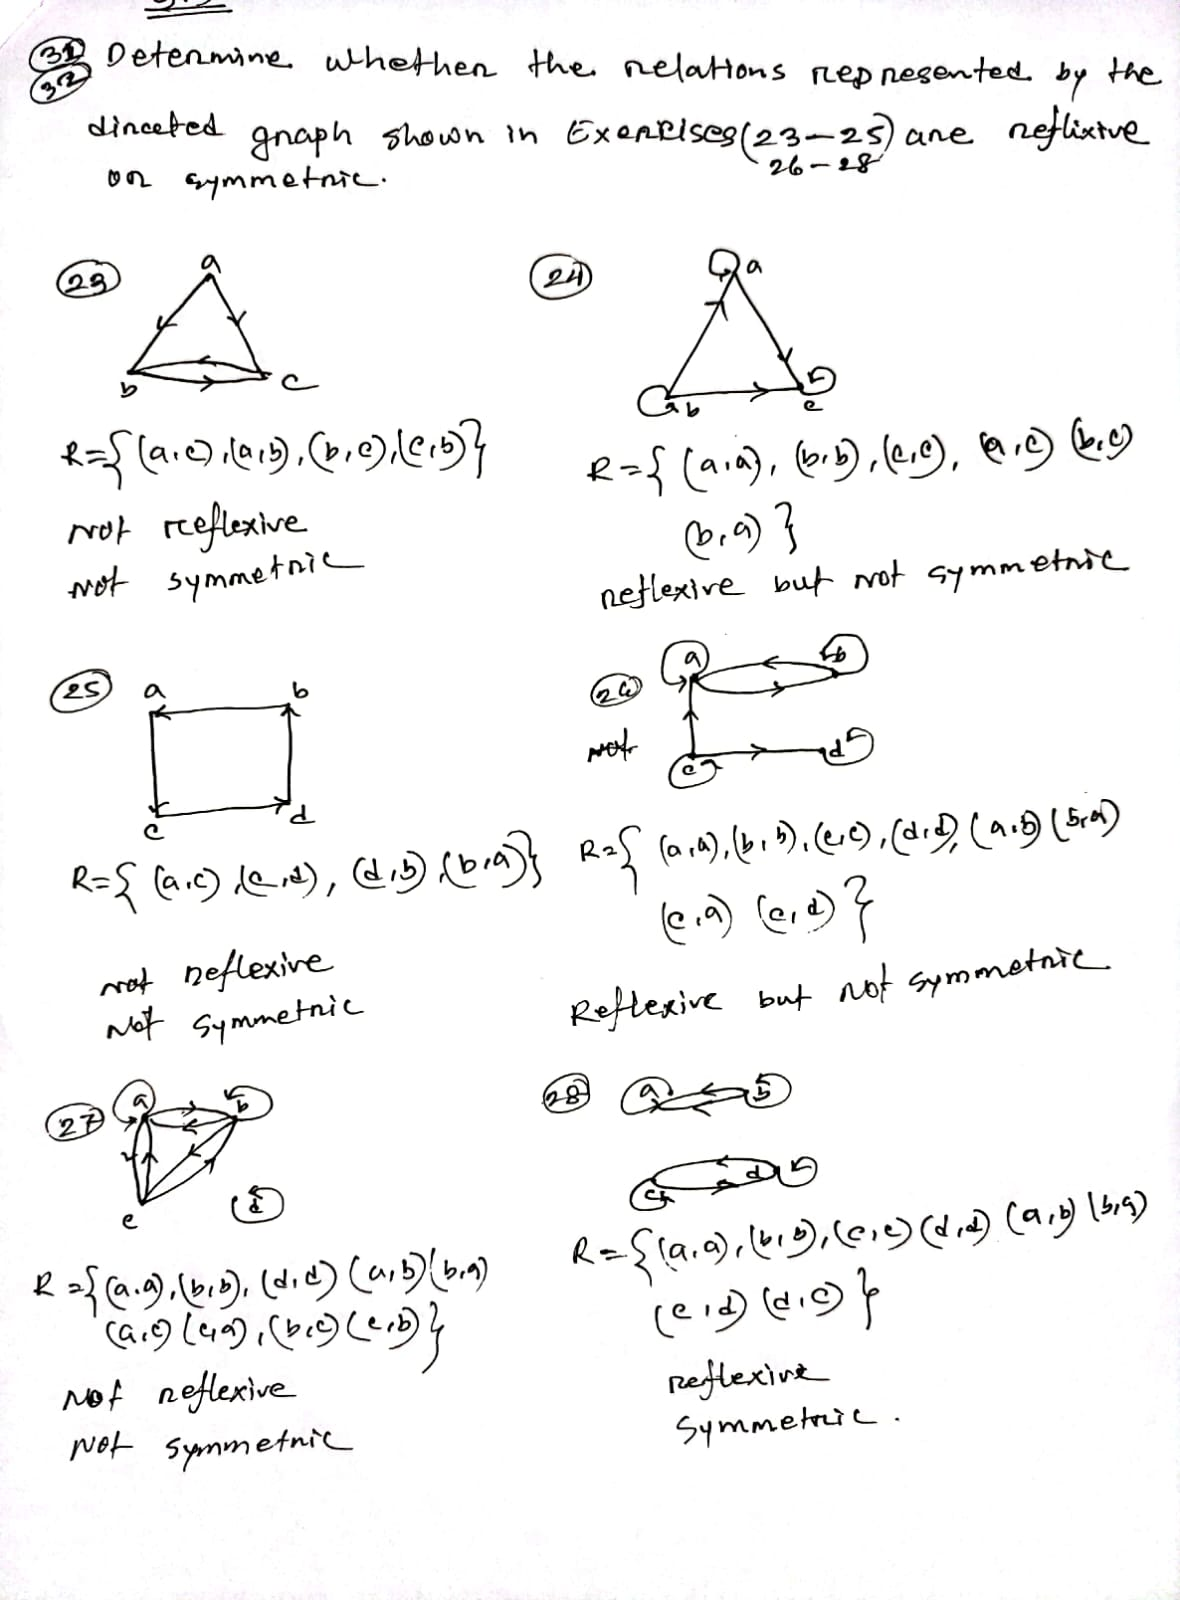 31 Determine whether the relations represented by the
32 directed graph shown in Exercises (23-25) are reflixive
26-28
or symmetric.
23
a
b
c
R={(a,c),(a,b),(b,c),(c,b)}
not reflexive
not symmetric
24
a
b
c
R={(a,a),(b,b),(c,c),(a,c)(b,c)
(b,a)}
reflexive but not symmetric
25
a
b
c
d
R={(a,c),(c,d),(d,b),(b,a)}
not reflexive
Not symmetric
26
a
b
not
c
d
R={(a,a),(b,b),(c,c),(d,d),(a,b)(b,a)
(c,a)(c,d)}
Reflexive but not symmetric
27
a
b
c
d
R={(a,a),(b,b),(d,d)(a,b)(b,a)
(a,c)(c,a),(b,c)(c,b)}
Not reflexive
Not symmetric
28
a
b
c
d
R={(a,a),(b,b),(c,c)(d,d)(a,b)(b,a)
(c,d)(d,c)}
reflexive
symmetric.